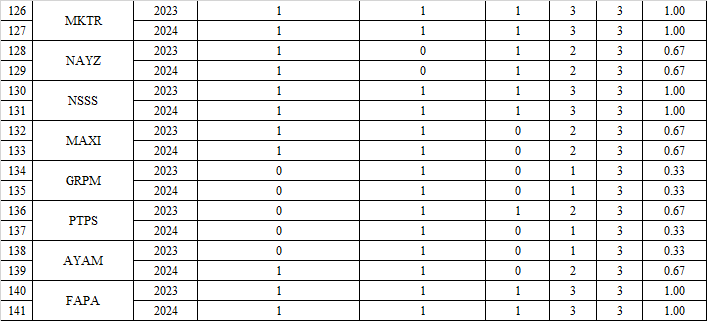 126 MKTR 2023 1 1 1 3 3 1.00
127 2024 1 1 1 3 3 1.00
128 NAYZ 2023 1 0 1 2 3 0.67
129 2024 1 0 1 2 3 0.67
130 NSSS 2023 1 1 1 3 3 1.00
131 2024 1 1 1 3 3 1.00
132 MAXI 2023 1 1 0 2 3 0.67
133 2024 1 1 0 2 3 0.67
134 GRPM 2023 0 1 0 1 3 0.33
135 2024 0 1 0 1 3 0.33
136 PTPS 2023 0 1 1 2 3 0.67
137 2024 0 1 0 1 3 0.33
138 AYAM 2023 0 1 0 1 3 0.33
139 2024 1 1 0 2 3 0.67
140 FAPA 2023 1 1 1 3 3 1.00
141 2024 1 1 1 3 3 1.00